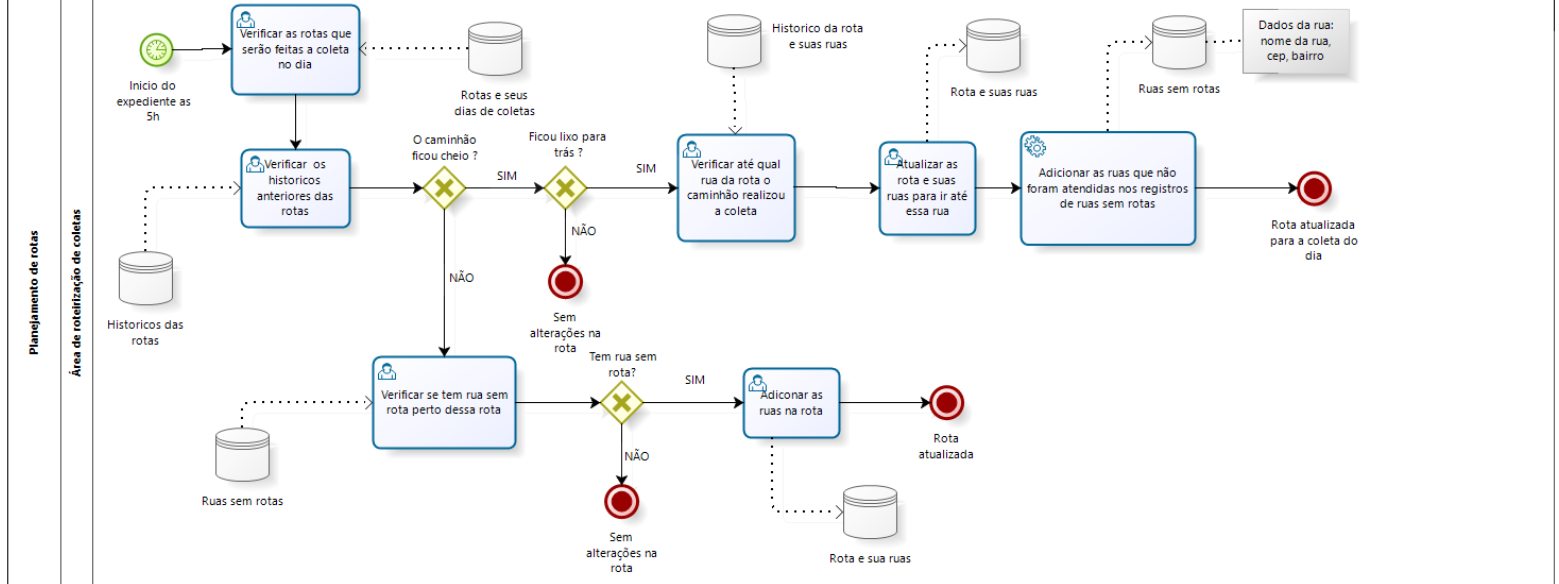 Planejamento de rotas
Área de roteirização de coletas
Inicio do
expediente as
5h
Verificar as rotas que
serão feitas a coleta
no dia
Rotas e seus
dias de coletas
Verificar os
historicos
anteriores das
rotas
Historicos das
rotas
O caminhão
ficou cheio ?
SIM
NÃO
Ficou lixo para
trás ?
SIM
NÃO
Sem
alterações na
rota
Historico da rota
e suas ruas
Verificar até qual
rua da rota o
caminhão realizou
a coleta
Rota e suas ruas
Atualizar as
rota e suas
ruas para ir até
essa rua
Ruas sem rotas
Dados da rua:
nome da rua,
cep, bairro
Adicionar as ruas que não
foram atendidas nos registros
de ruas sem rotas
Rota atualizada
para a coleta do
dia
Verificar se tem rua sem
rota perto dessa rota
Ruas sem rotas
Tem rua sem
rota?
SIM
NÃO
Sem
alterações na
rota
Adiconar as
ruas na rota
Rota e sua ruas
Rota
atualizada